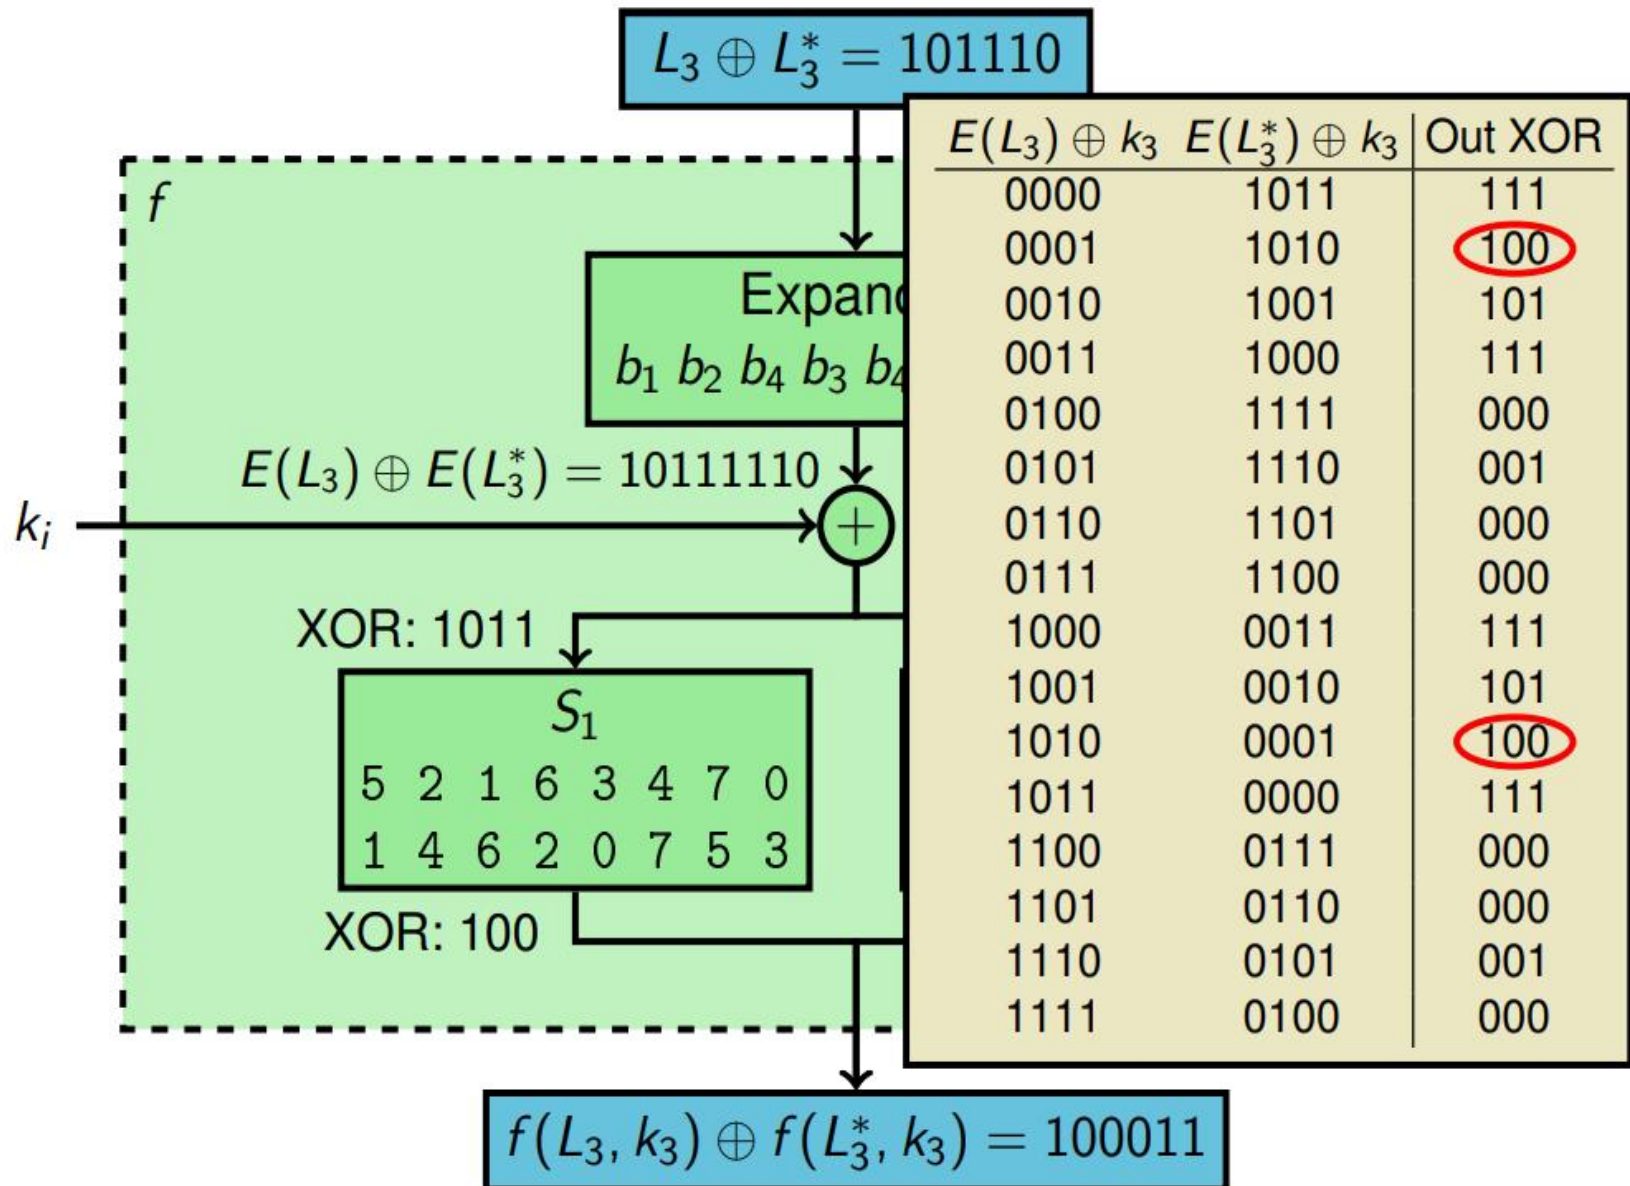 L₃ ⊕ L₃* = 101110
f
Expand
b₁ b₂ b₄ b₃ b₄
E(L₃) ⊕ E(L₃*) = 10111110
kᵢ
+
XOR: 1011
S₁
5 2 1 6 3 4 7 0
1 4 6 2 0 7 5 3
XOR: 100
E(L₃) ⊕ k₃ E(L₃*) ⊕ k₃ Out XOR
0000 1011 111
0001 1010 100
0010 1001 101
0011 1000 111
0100 1111 000
0101 1110 001
0110 1101 000
0111 1100 000
1000 0011 111
1001 0010 101
1010 0001 100
1011 0000 111
1100 0111 000
1101 0110 000
1110 0101 001
1111 0100 000
f(L₃, k₃) ⊕ f(L₃*, k₃) = 100011